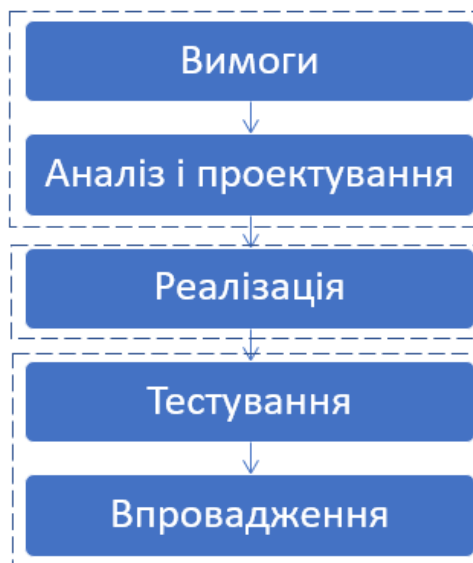 Вимоги
Аналіз і проектування
Реалізація
Тестування
Впровадження